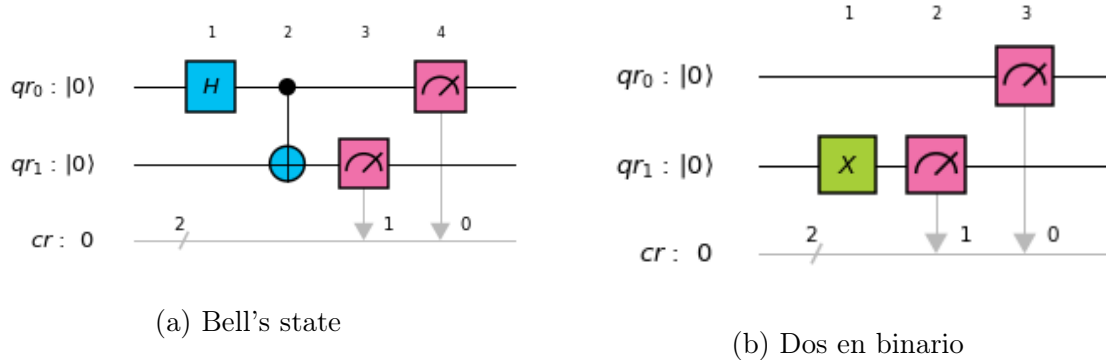 1 2 3 4
qr0 : |0⟩ H
qr1 : |0⟩
cr : 0 2 1 0
(a) Bell's state
1 2 3
qr0 : |0⟩
qr1 : |0⟩ X
cr : 0 2 1 0
(b) Dos en binario